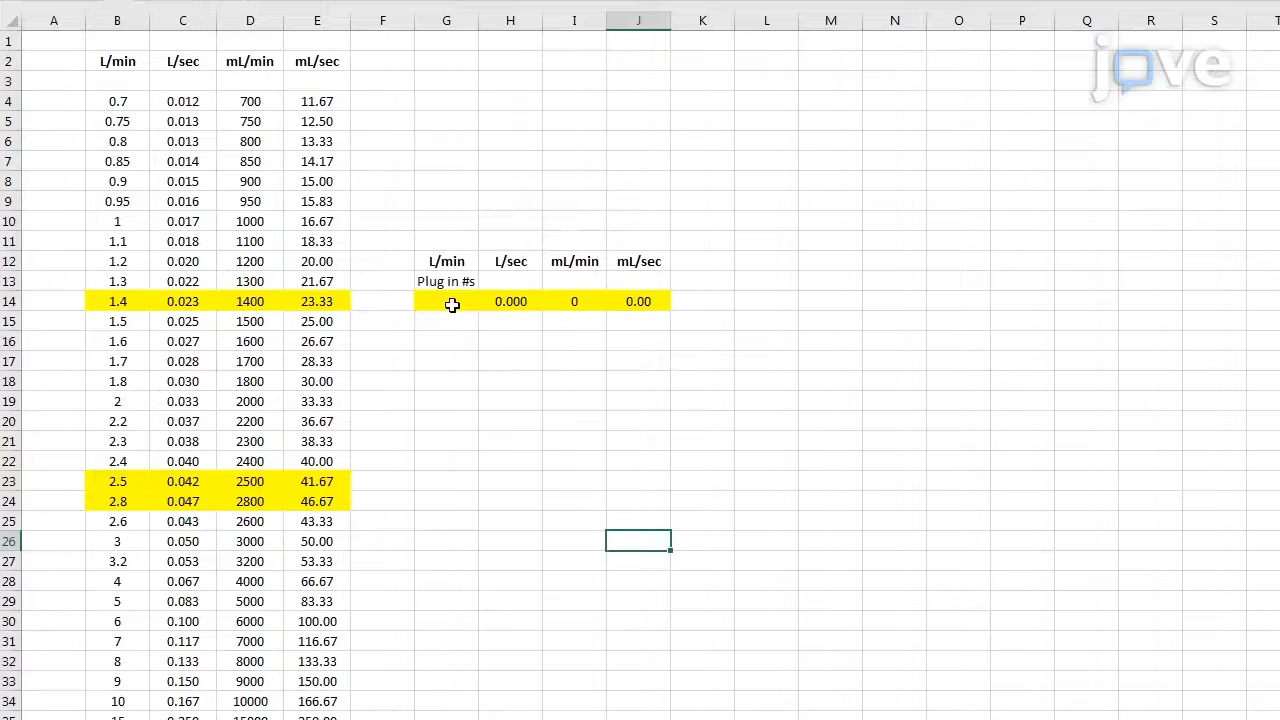 A B C D E F G H I J K L M N O P Q R S T
jove
1
2 L/min L/sec mL/min mL/sec
3
4 0.7 0.012 700 11.67
5 0.75 0.013 750 12.50
6 0.8 0.013 800 13.33
7 0.85 0.014 850 14.17
8 0.9 0.015 900 15.00
9 0.95 0.016 950 15.83
10 1 0.017 1000 16.67
11 1.1 0.018 1100 18.33
12 1.2 0.020 1200 20.00 L/min L/sec mL/min mL/sec
13 1.3 0.022 1300 21.67 Plug in #s
14 1.4 0.023 1400 23.33 0.000 0 0.00
15 1.5 0.025 1500 25.00
16 1.6 0.027 1600 26.67
17 1.7 0.028 1700 28.33
18 1.8 0.030 1800 30.00
19 2 0.033 2000 33.33
20 2.2 0.037 2200 36.67
21 2.3 0.038 2300 38.33
22 2.4 0.040 2400 40.00
23 2.5 0.042 2500 41.67
24 2.8 0.047 2800 46.67
25 2.6 0.043 2600 43.33
26 3 0.050 3000 50.00
27 3.2 0.053 3200 53.33
28 4 0.067 4000 66.67
29 5 0.083 5000 83.33
30 6 0.100 6000 100.00
31 7 0.117 7000 116.67
32 8 0.133 8000 133.33
33 9 0.150 9000 150.00
34 10 0.167 10000 166.67